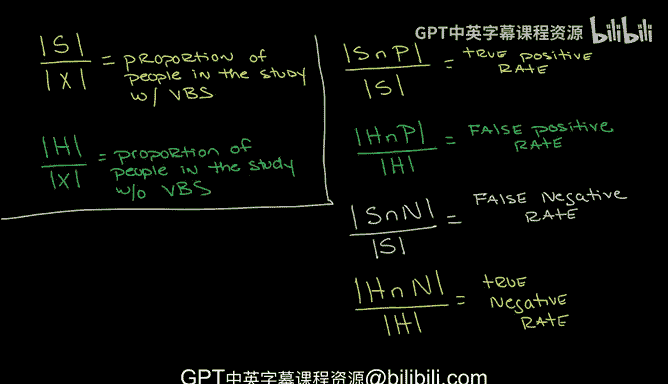 GPT中英字幕课程资源 bilibili
|S|
|X|
= proportion of
people in the study
w/ VBS
|H|
|X|
= proportion of
people in the study
w/o VBS
|S∩P|
|S|
= true positive
Rate
|H∩P|
|H|
= False positive
Rate
|S∩N|
|S|
= False Negative
Rate
|H∩N|
|H|
= true
Negative
Rate
GPT中英字幕课程资源@bilibili.com